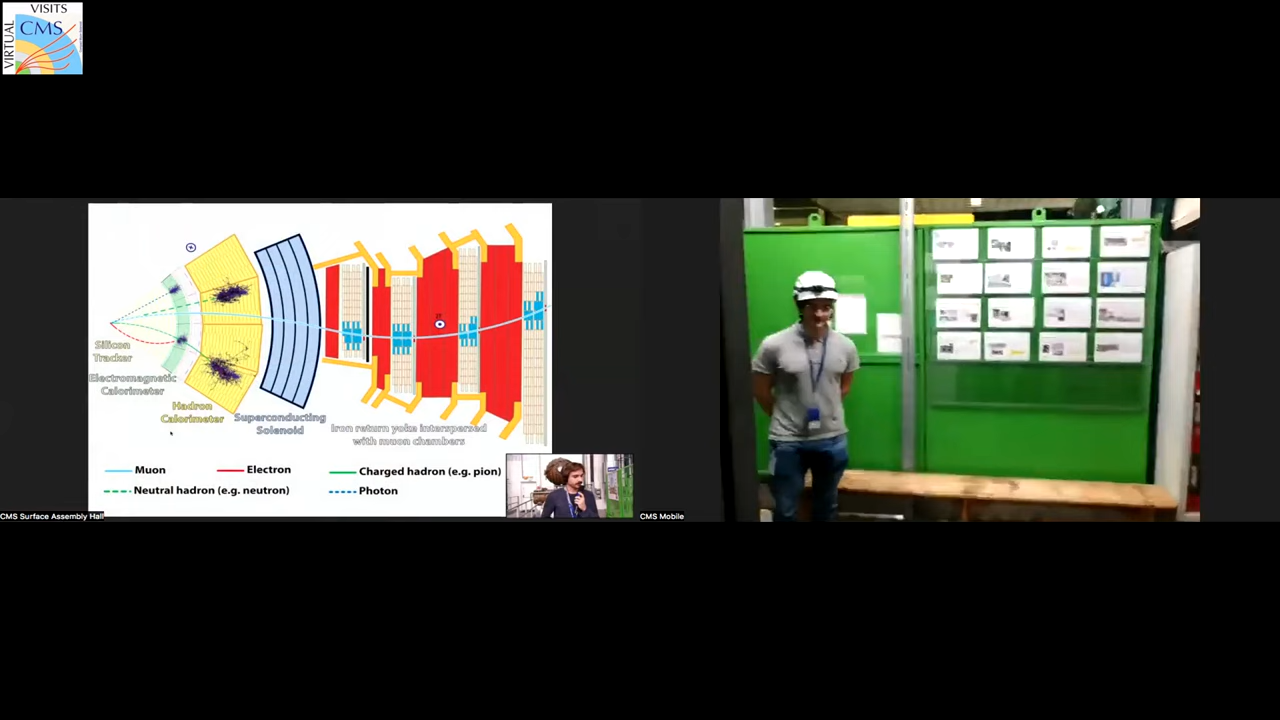 VISITS
CMS
VIRTUAL
Silicon
Tracker
Electromagnetic
Calorimeter
Hadron
Calorimeter
Superconducting
Solenoid
Iron return yoke interspersed
with muon chambers
Muon
Electron
Charged hadron (e.g. pion)
Neutral hadron (e.g. neutron)
Photon
CMS Surface Assembly Hall
CMS Mobile